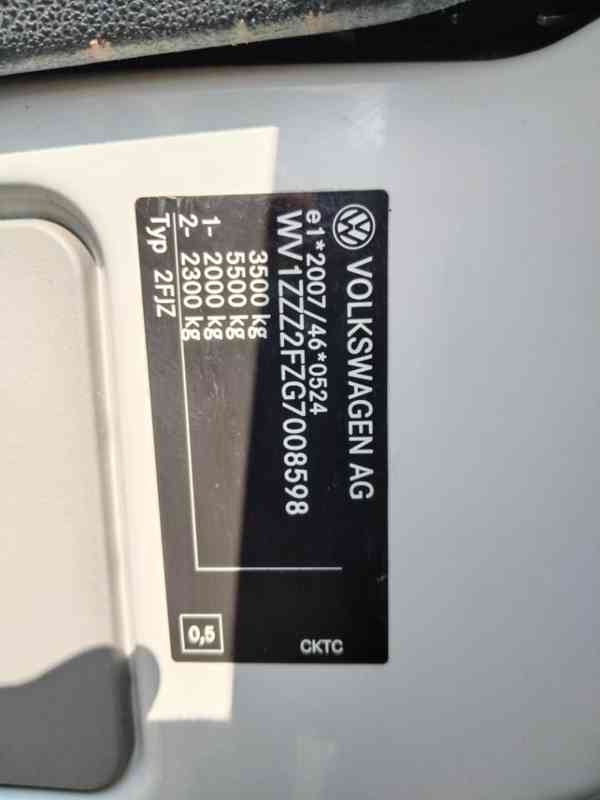 VOLKSWAGEN AG
e1*2007/46*0524
WV1ZZZ2FZG7008598
3500 kg
5500 kg
1- 2000 kg
2- 2300 kg
Typ 2FJZ
CKTC
0,5